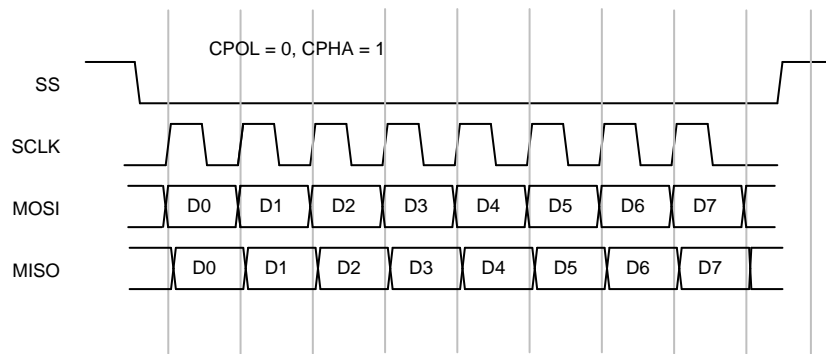 CPOL = 0, CPHA = 1
SS
SCLK
MOSI D0 D1 D2 D3 D4 D5 D6 D7
MISO D0 D1 D2 D3 D4 D5 D6 D7